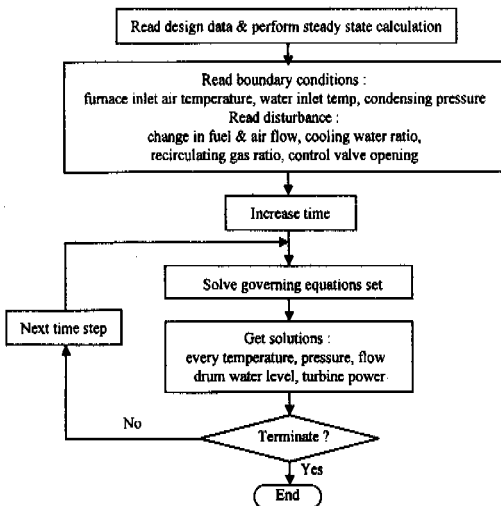 Read design data & perform steady state calculation
Read boundary conditions :
furnace inlet air temperature, water inlet temp, condensing pressure
Read disturbance :
change in fuel & air flow, cooling water ratio,
recirculating gas ratio, control valve opening
Increase time
Solve governing equations set
Next time step
Get solutions :
every temperature, pressure, flow
drum water level, turbine power
No
Terminate ?
Yes
End